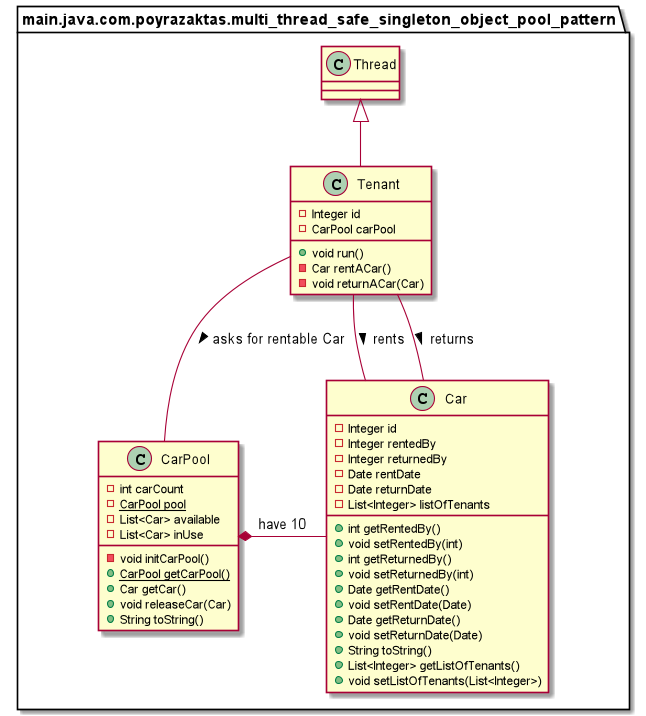 main.java.com.poyrazaktas.multi_thread_safe_singleton_object_pool_pattern
C Thread
C Tenant
Integer id
CarPool carPool
void run()
Car rentACar()
void returnACar(Car)
asks for rentable Car
rents
returns
C Car
Integer id
Integer rentedBy
Integer returnedBy
Date rentDate
Date returnDate
List<Integer> listOfTenants
int getRentedBy()
void setRentedBy(int)
int getReturnedBy()
void setReturnedBy(int)
Date getRentDate()
void setRentDate(Date)
Date getReturnDate()
void setReturnDate(Date)
String toString()
List<Integer> getListOfTenants()
void setListOfTenants(List<Integer>)
C CarPool
int carCount
CarPool pool
List<Car> available
List<Car> inUse
void initCarPool()
CarPool getCarPool()
Car getCar()
void releaseCar(Car)
String toString()
have 10